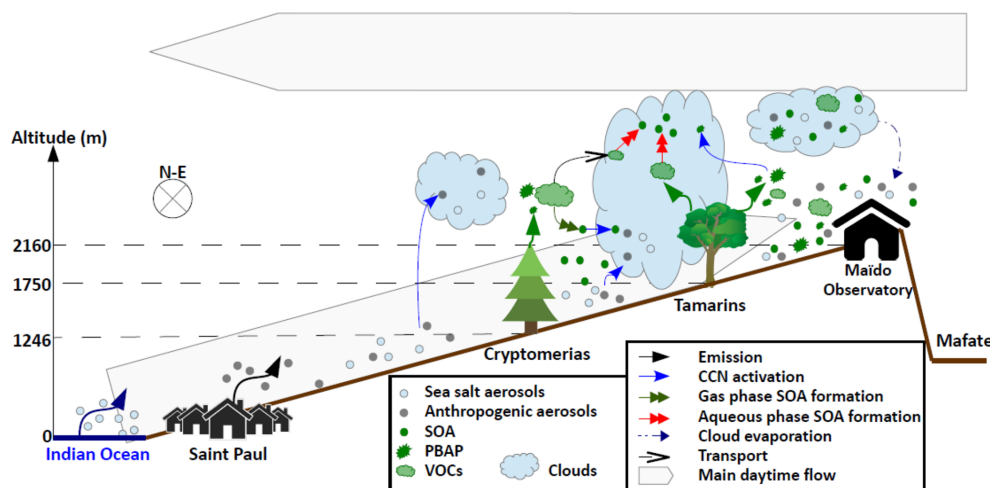 Altitude (m)
N-E
2160
1750
1246
0
Indian Ocean
Saint Paul
Cryptomerias
Tamarins
Maïdo
Observatory
Mafate
Sea salt aerosols
Anthropogenic aerosols
SOA
PBAP
VOCs
Clouds
Emission
CCN activation
Gas phase SOA formation
Aqueous phase SOA formation
Cloud evaporation
Transport
Main daytime flow